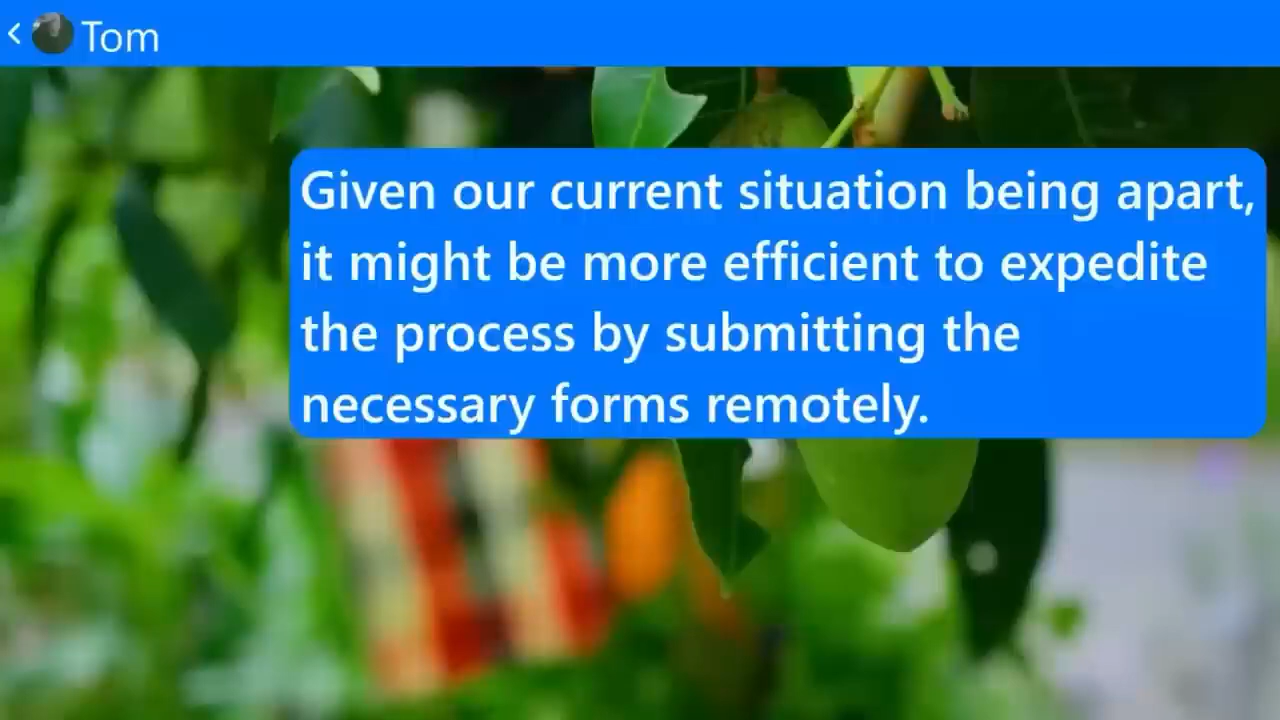 Tom
Given our current situation being apart,
it might be more efficient to expedite
the process by submitting the
necessary forms remotely.